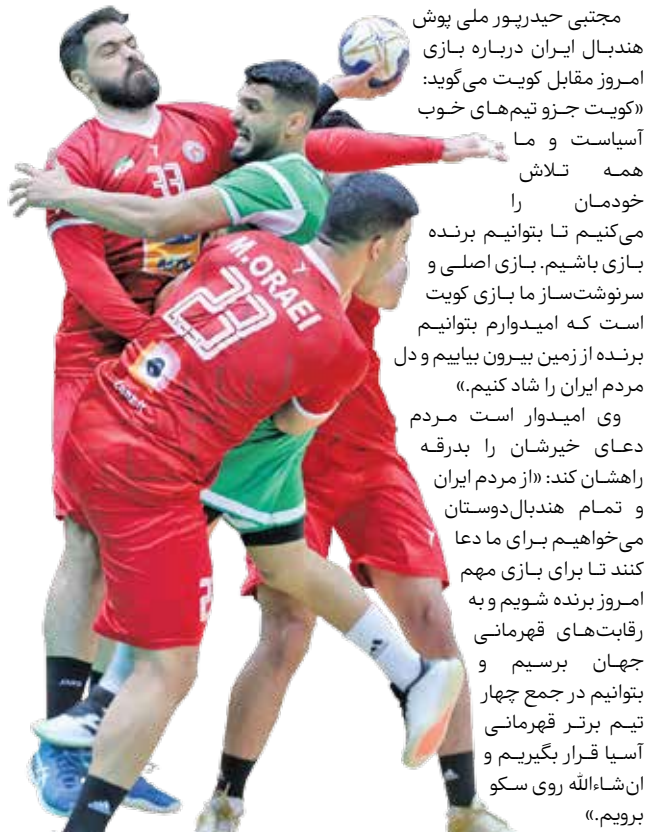 مجتبی حیدرپور ملی پوش
هندبال ایران درباره بازی
امروز مقابل کویت می‌گوید:
«کویت جزو تیم‌های خوب
آسیاست و ما
همه تلاش
خودمان را
می‌کنیم تا بتوانیم برنده
بازی باشیم. بازی اصلی و
سرنوشت‌ساز ما بازی کویت
است که امیدوارم بتوانیم
برنده از زمین بیرون بیاییم و دل
مردم ایران را شاد کنیم.»
وی امیدوار است مردم
دعای خیرشان را بدرقه
راهشان کند: «از مردم ایران
و تمام هندبال‌دوستان
می‌خواهیم برای ما دعا
کنند تا برای بازی مهم
امروز برنده شویم و به
رقابت‌های قهرمانی
جهان برسیم و
بتوانیم در جمع چهار
تیم برتر قهرمانی
آسیا قرار بگیریم و
ان‌شاءالله روی سکو
برویم.»
33
M.ORAEI
23